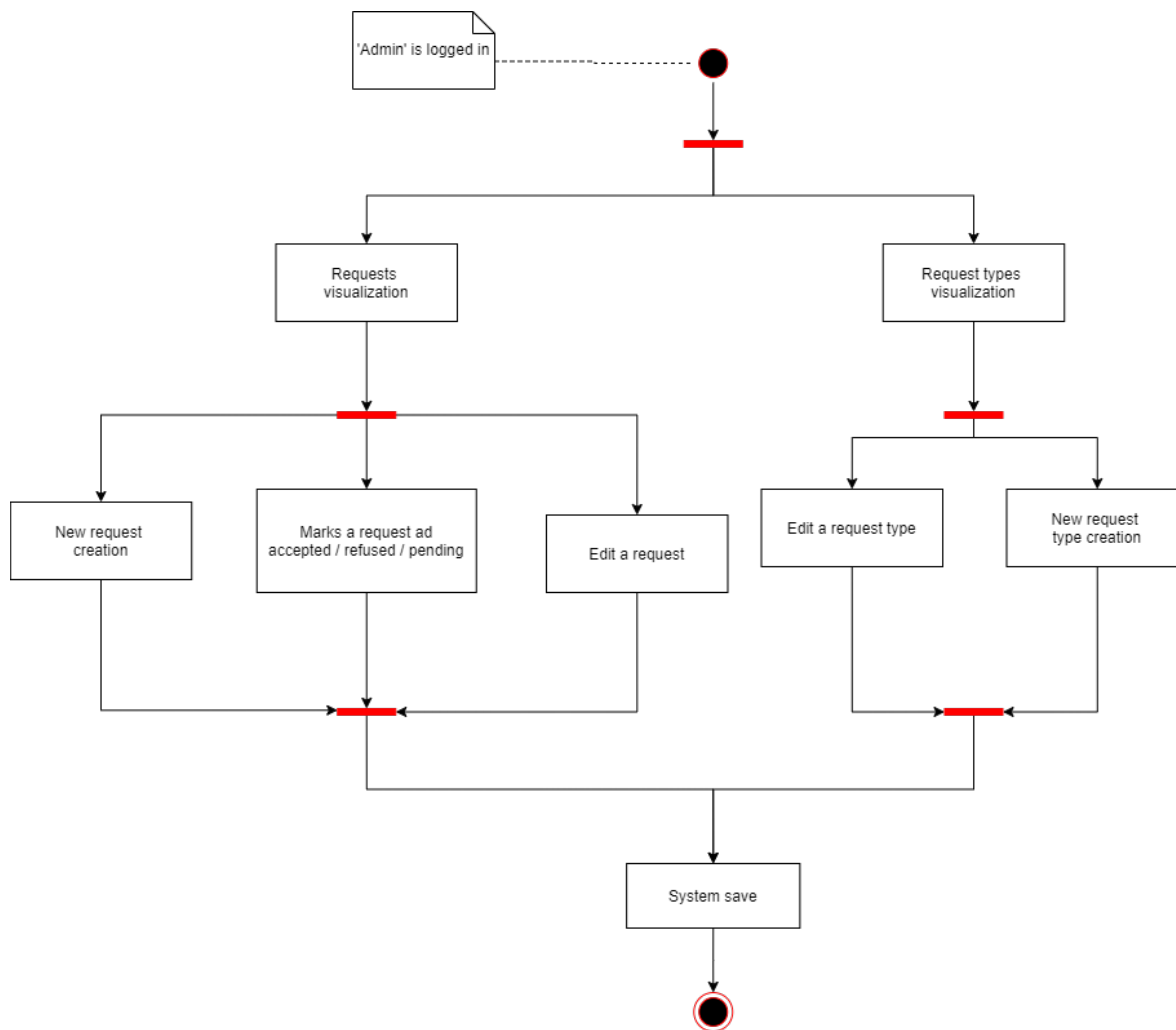 'Admin' is logged in
Requests
visualization
Request types
visualization
New request
creation
Marks a request ad
accepted / refused / pending
Edit a request
Edit a request type
New request
type creation
System save